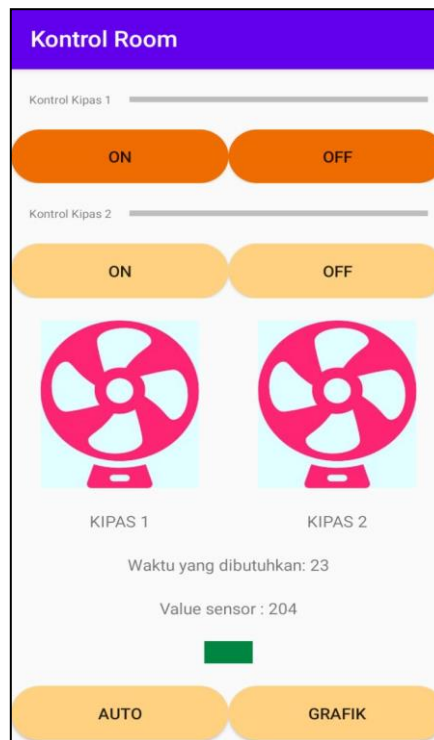 Kontrol Room
Kontrol Kipas 1
ON OFF
Kontrol Kipas 2
ON OFF
KIPAS 1 KIPAS 2
Waktu yang dibutuhkan: 23
Value sensor : 204
AUTO GRAFIK